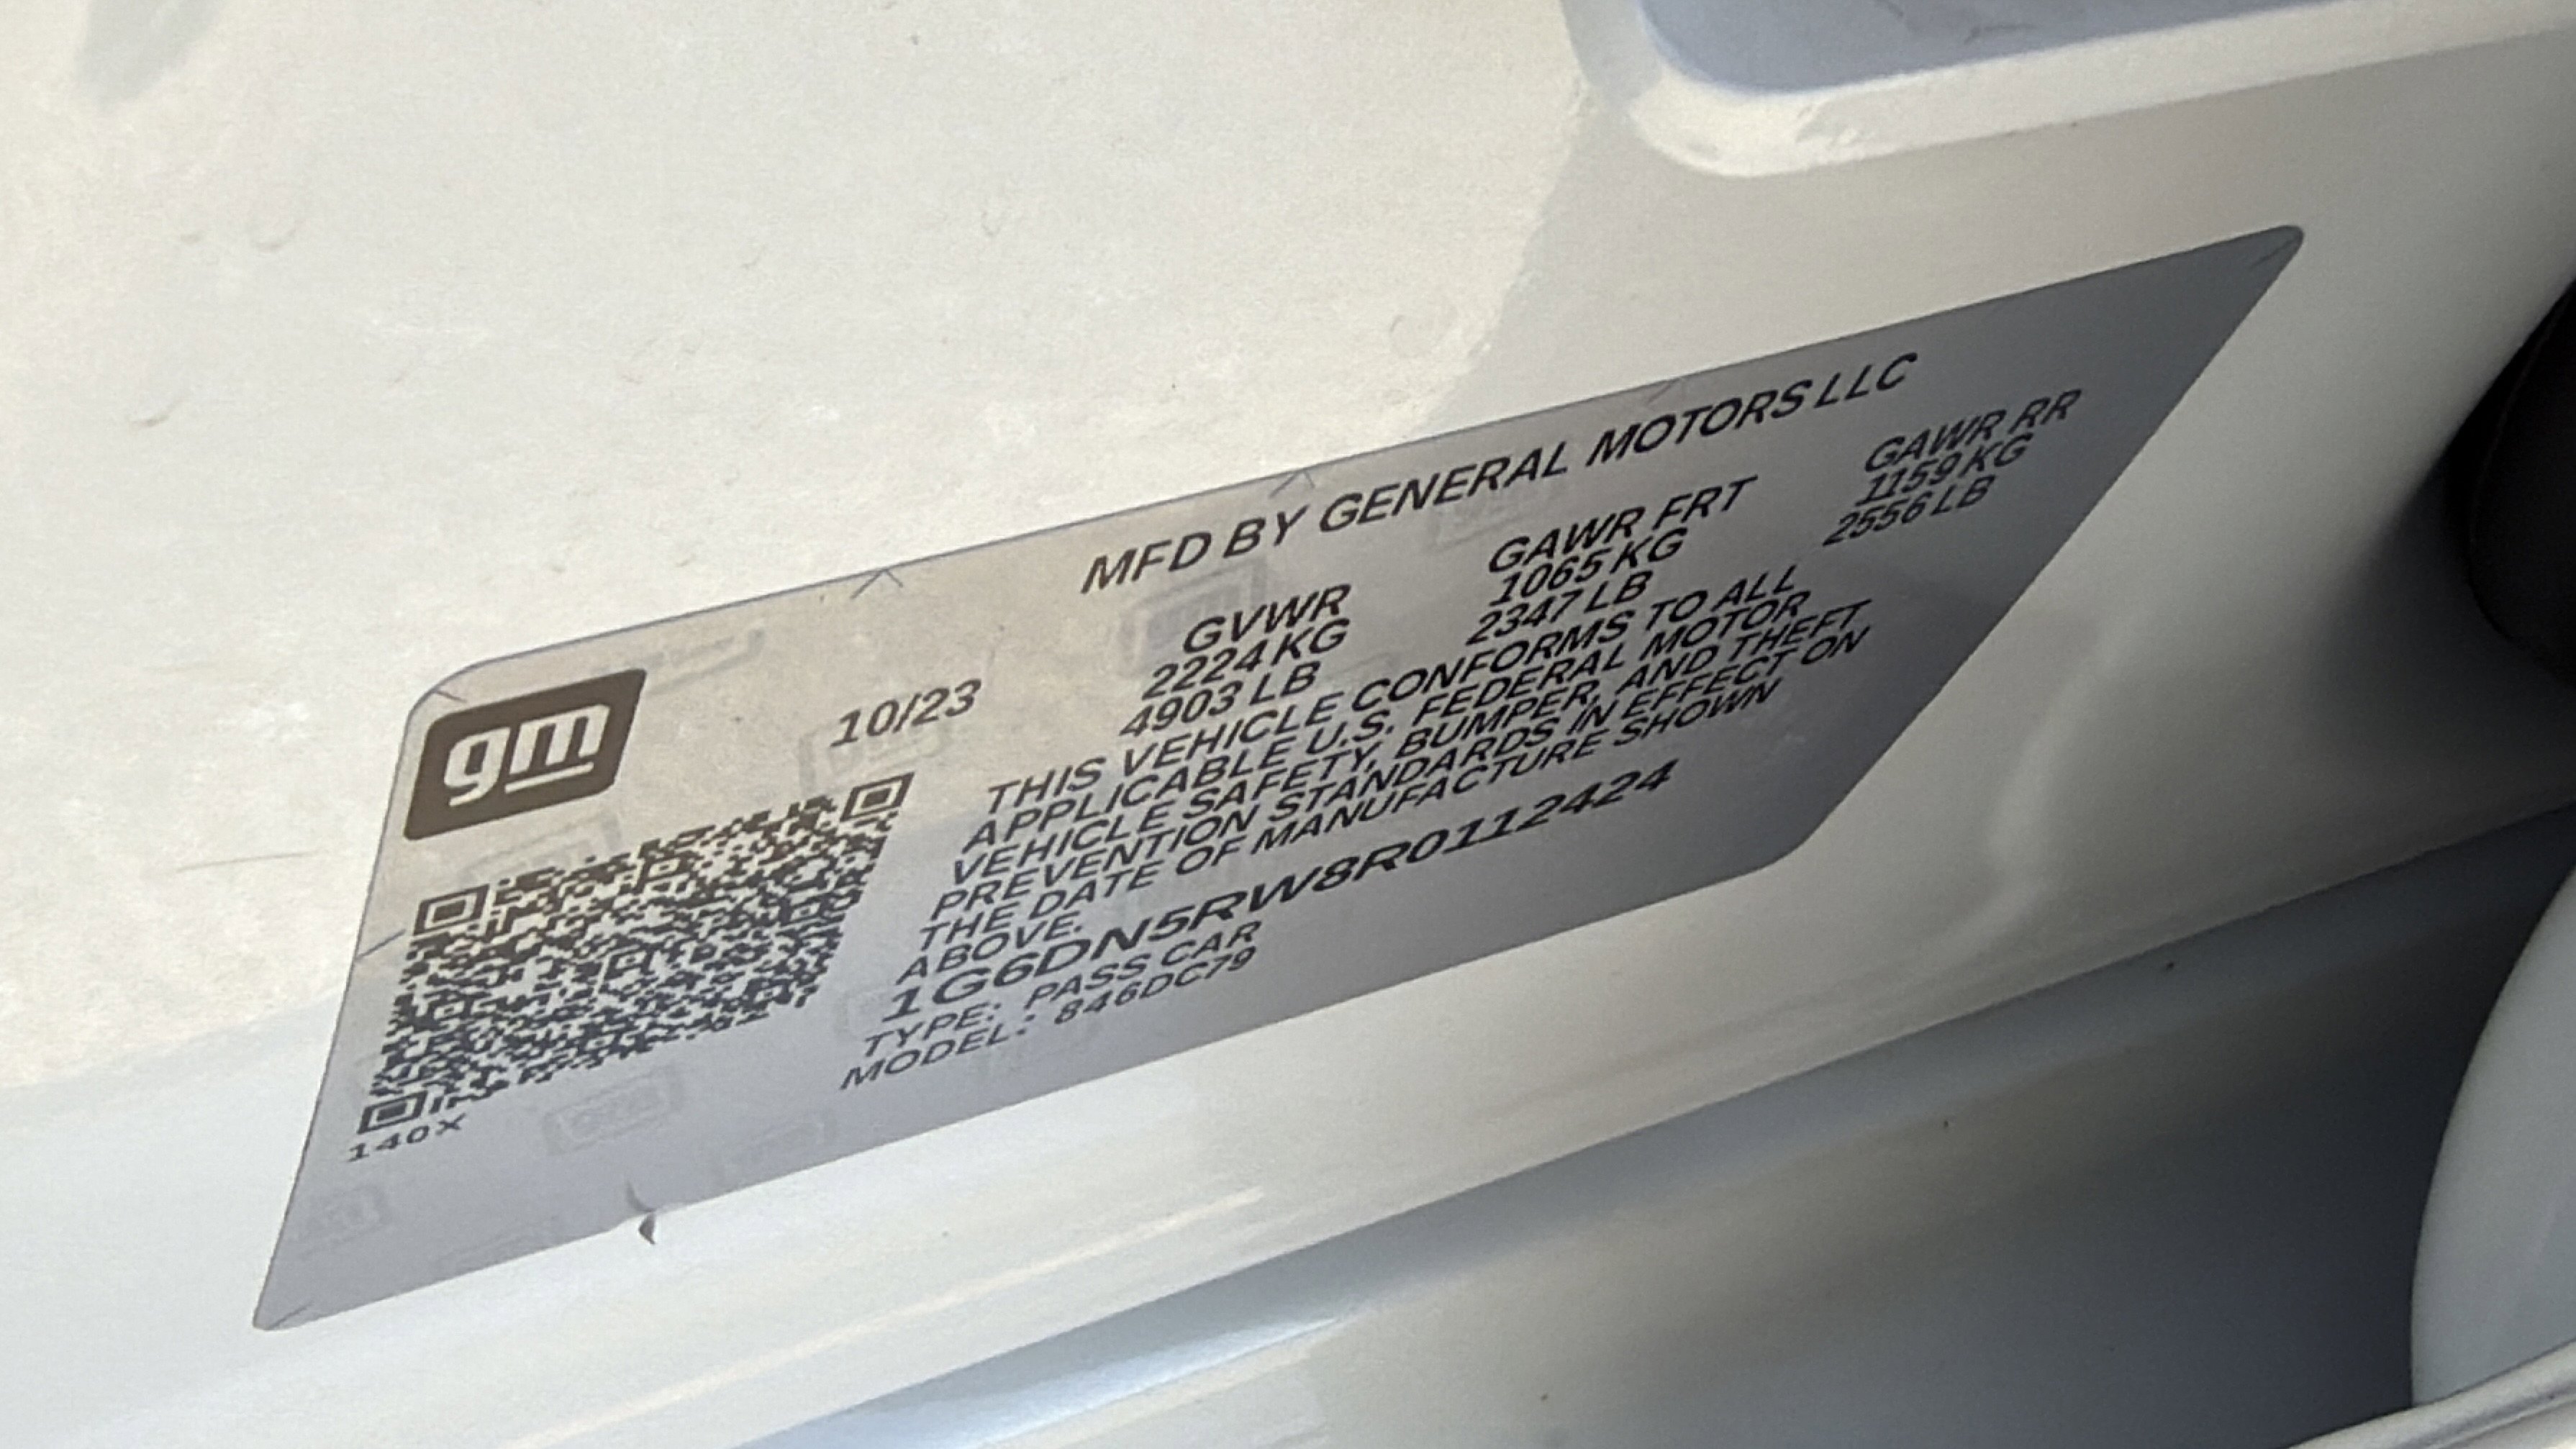 gm
10/23
MFD BY GENERAL MOTORS LLC
GVWR GAWR FRT GAWR RR
2224 KG 1065 KG 1159 KG
4903 LB 2347 LB 2556 LB
THIS VEHICLE CONFORMS TO ALL
APPLICABLE U.S. FEDERAL MOTOR
VEHICLE SAFETY, BUMPER, AND THEFT
PREVENTION STANDARDS IN EFFECT ON
THE DATE OF MANUFACTURE SHOWN
ABOVE.
1G6DN5RW8R0112424
TYPE: PASS CAR
MODEL: 846DC79
140X